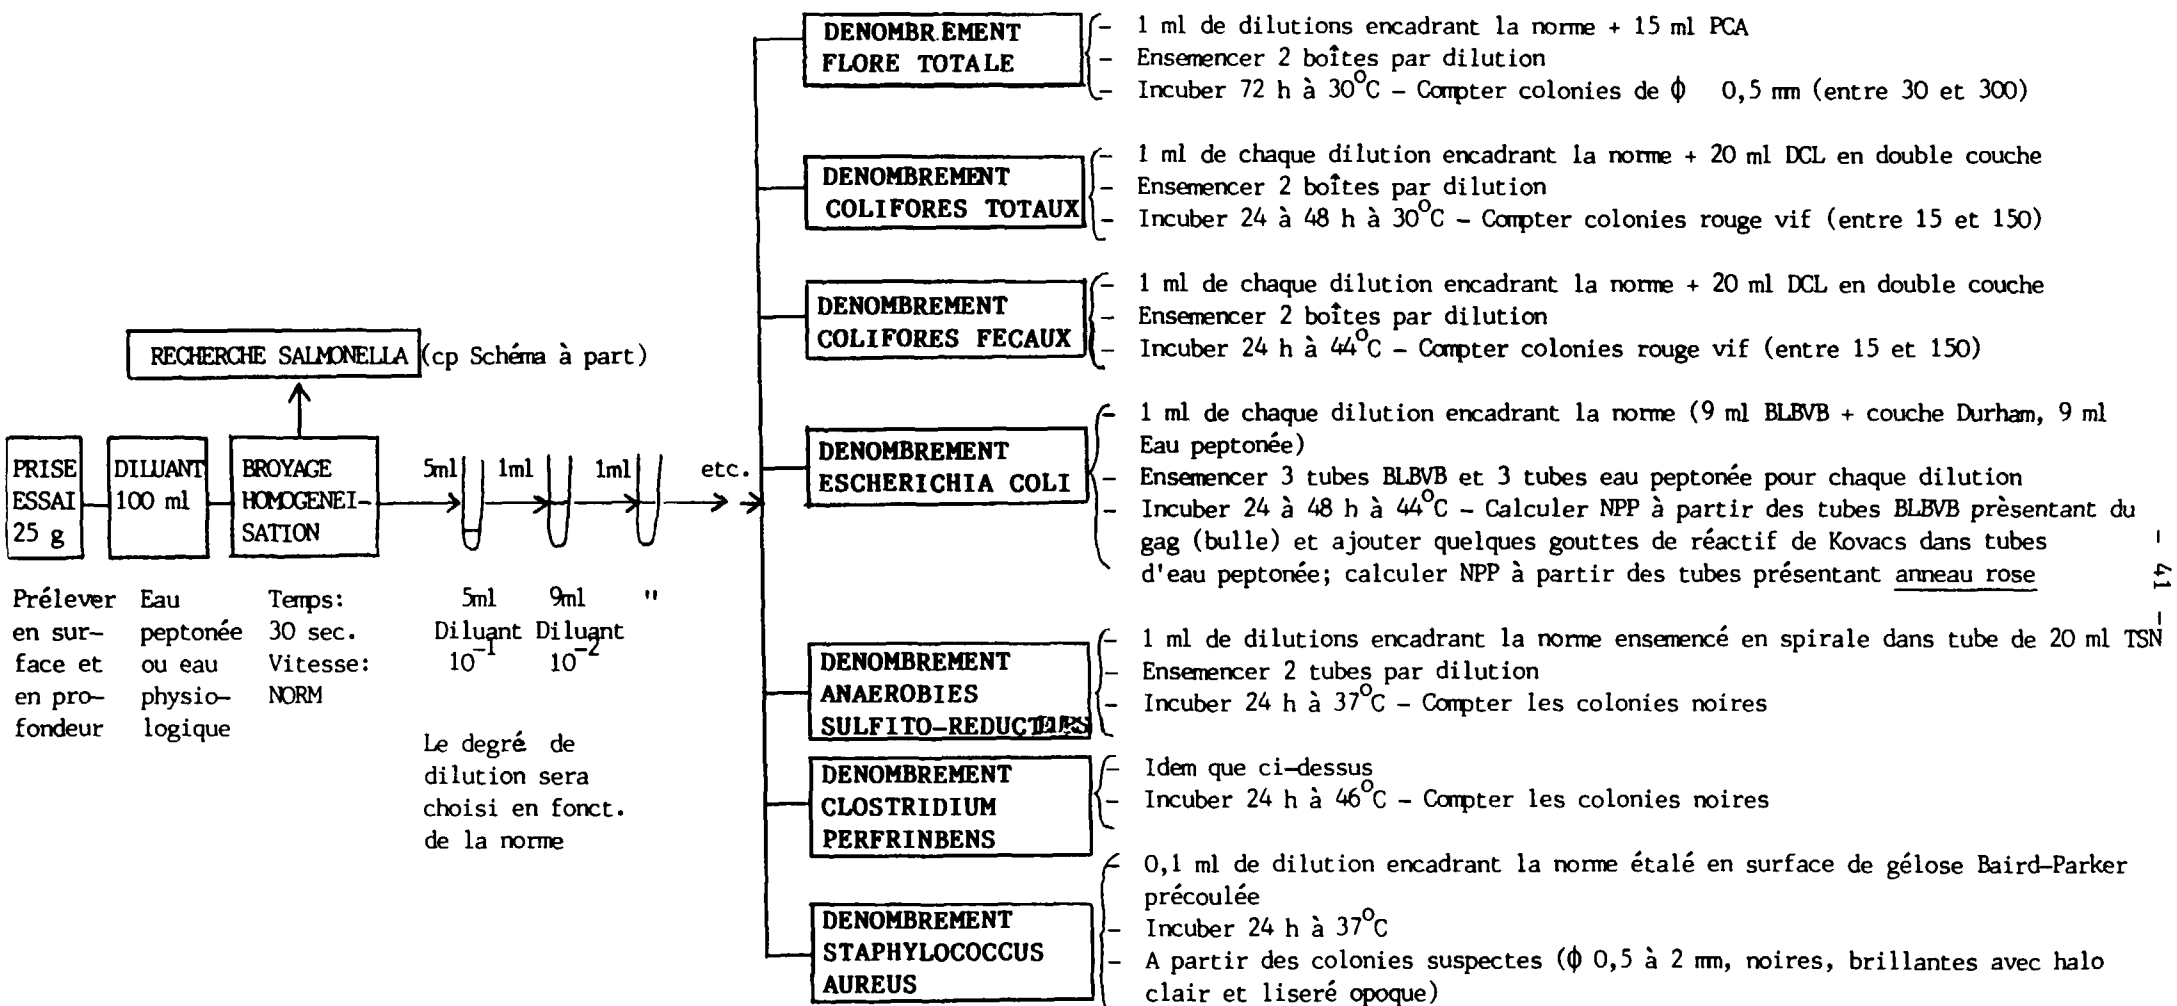 RECHERCHE SALMONELLA (cp Schéma à part)
PRISE
ESSAI
25 g
DILUANT
100 ml
BROYAGE
HOMOGENEI-
SATION
5ml
1ml
1ml
etc.
Prélever
en sur-
face et
en pro-
fondeur
Eau
peptonée
ou eau
physio-
logique
Temps:
30 sec.
Vitesse:
NORM
5ml
Diluant
10-1
9ml
Diluant
10-2
"
Le degré de
dilution sera
choisi en fonct.
de la norme
DENOMBREMENT
FLORE TOTALE
- 1 ml de dilutions encadrant la norme + 15 ml PCA
- Ensemencer 2 boîtes par dilution
- Incuber 72 h à 30°C - Compter colonies de ϕ 0,5 mm (entre 30 et 300)
DENOMBREMENT
COLIFORES TOTAUX
- 1 ml de chaque dilution encadrant la norme + 20 ml DCL en double couche
- Ensemencer 2 boîtes par dilution
- Incuber 24 à 48 h à 30°C - Compter colonies rouge vif (entre 15 et 150)
DENOMBREMENT
COLIFORES FECAUX
- 1 ml de chaque dilution encadrant la norme + 20 ml DCL en double couche
- Ensemencer 2 boîtes par dilution
- Incuber 24 h à 44°C - Compter colonies rouge vif (entre 15 et 150)
DENOMBREMENT
ESCHERICHIA COLI
- 1 ml de chaque dilution encadrant la norme (9 ml BLBVB + couche Durham, 9 ml
Eau peptonée)
- Ensemencer 3 tubes BLBVB et 3 tubes eau peptonée pour chaque dilution
- Incuber 24 à 48 h à 44°C - Calculer NPP à partir des tubes BLBVB prèsentant du
gag (bulle) et ajouter quelques gouttes de réactif de Kovacs dans tubes
d'eau peptonée; calculer NPP à partir des tubes présentant anneau rose
- 41 -
DENOMBREMENT
ANAEROBIES
SULFITO-REDUCTEURS
- 1 ml de dilutions encadrant la norme ensemencé en spirale dans tube de 20 ml TSN
- Ensemencer 2 tubes par dilution
- Incuber 24 h à 37°C - Compter les colonies noires
DENOMBREMENT
CLOSTRIDIUM
PERFRINBENS
- Idem que ci-dessus
- Incuber 24 h à 46°C - Compter les colonies noires
DENOMBREMENT
STAPHYLOCOCCUS
AUREUS
- 0,1 ml de dilution encadrant la norme étalé en surface de gélose Baird-Parker
précoulée
- Incuber 24 h à 37°C
- A partir des colonies suspectes (ϕ 0,5 à 2 mm, noires, brillantes avec halo
clair et liseré opoque)